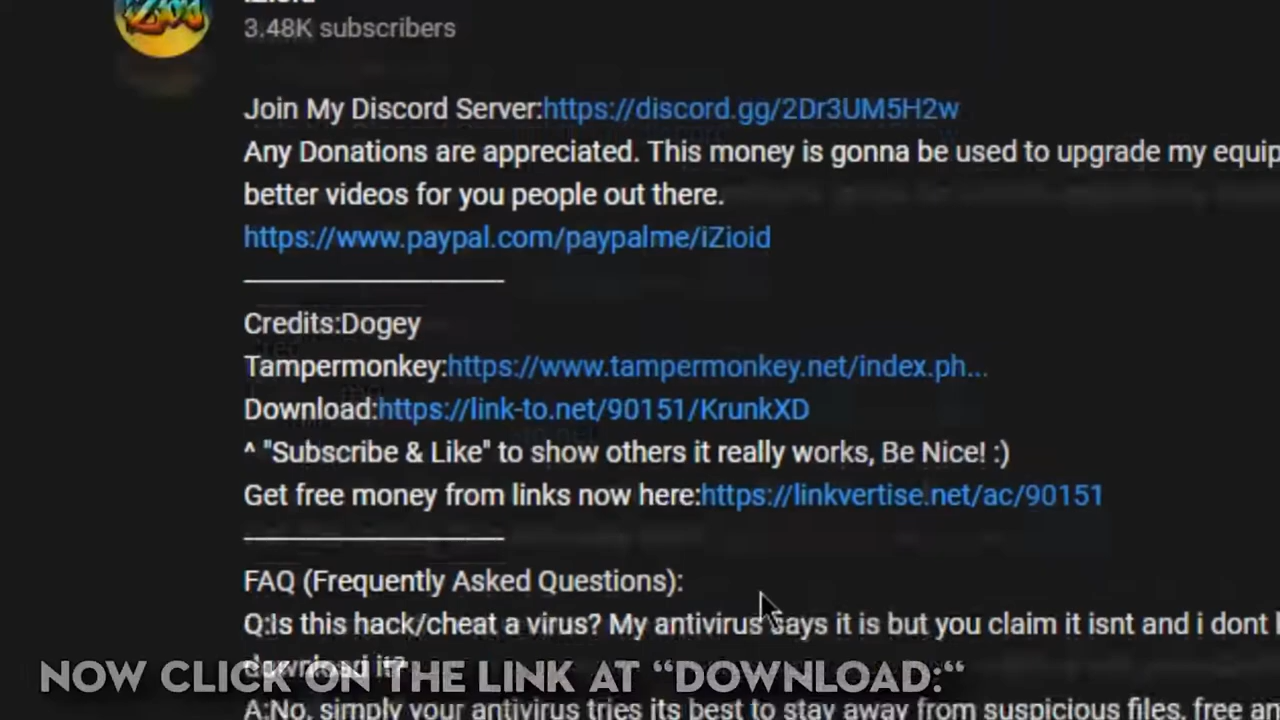 iZioid
3.48K subscribers
Join My Discord Server:https://discord.gg/2Dr3UM5H2w
Any Donations are appreciated. This money is gonna be used to upgrade my equip
better videos for you people out there.
https://www.paypal.com/paypalme/iZioid
Credits:Dogey
Tampermonkey:https://www.tampermonkey.net/index.ph...
Download:https://link-to.net/90151/KrunkXD
^ "Subscribe & Like" to show others it really works, Be Nice! :)
Get free money from links now here:https://linkvertise.net/ac/90151
FAQ (Frequently Asked Questions):
Q:Is this hack/cheat a virus? My antivirus says it is but you claim it isnt and i dont
download it?
NOW CLICK ON THE LINK AT “DOWNLOAD:“
A:No, simply your antivirus tries its best to stay away from suspicious files, free an